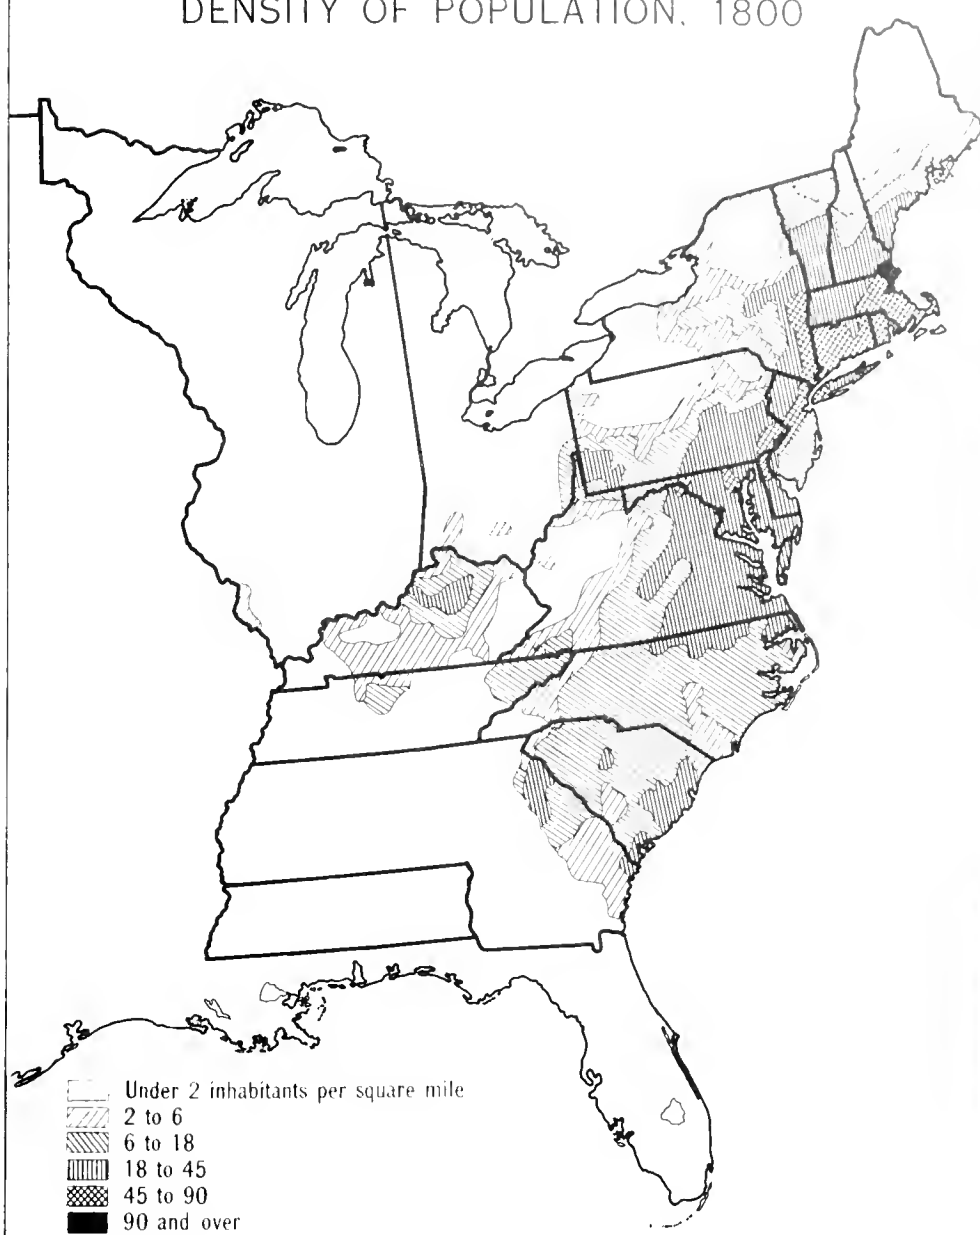 DENSITY OF POPULATION, 1800
Under 2 inhabitants per square mile
2 to 6
6 to 18
18 to 45
45 to 90
90 and over